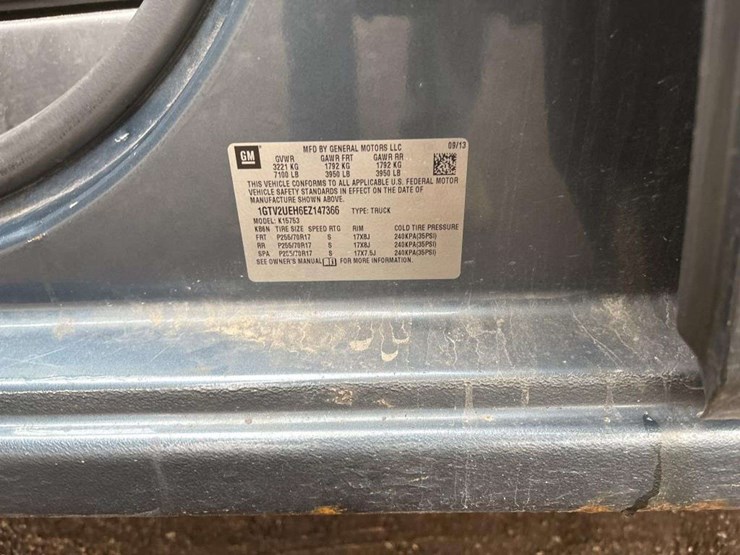 GM MFD BY GENERAL MOTORS LLC 09/13
GVWR GAWR FRT GAWR RR
3221 KG 1792 KG 1792 KG
7100 LB 3950 LB 3950 LB
THIS VEHICLE CONFORMS TO ALL APPLICABLE U.S. FEDERAL MOTOR
VEHICLE SAFETY STANDARDS IN EFFECT ON THE DATE OF
MANUFACTURE SHOWN ABOVE.
1GTV2UEH6EZ147366 TYPE: TRUCK
MODEL: K15753
K86N TIRE SIZE SPEED RTG RIM COLD TIRE PRESSURE
FRT P255/70R17 S 17X8J 240KPA(35PSI)
RR P255/70R17 S 17X8J 240KPA(35PSI)
SPA P255/70R17 S 17X7.5J 240KPA(35PSI)
SEE OWNER'S MANUAL FOR MORE INFORMATION.